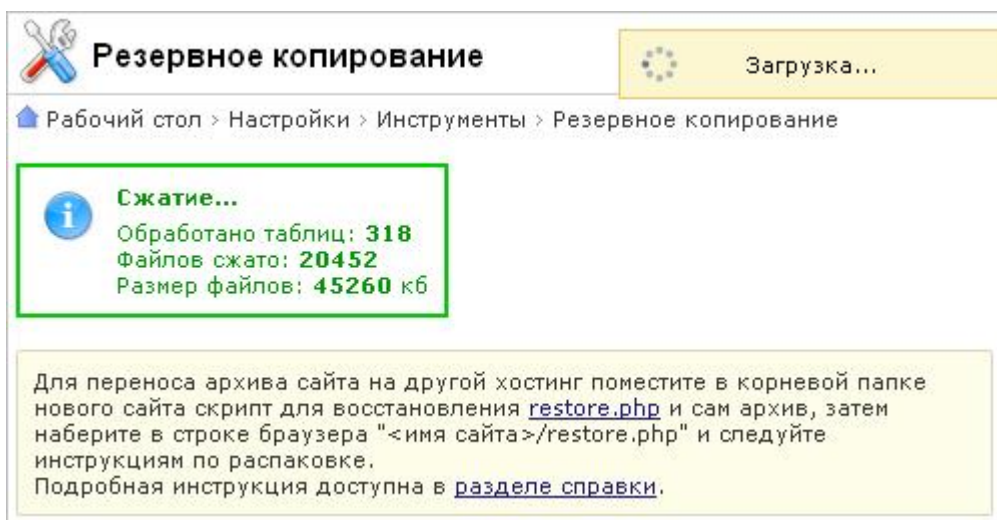 Резервное копирование
Загрузка...
Рабочий стол > Настройки > Инструменты > Резервное копирование
Сжатие...
Обработано таблиц: 318
Файлов сжато: 20452
Размер файлов: 45260 кб
Для переноса архива сайта на другой хостинг поместите в корневой папке
нового сайта скрипт для восстановления restore.php и сам архив, затем
наберите в строке браузера "<имя сайта>/restore.php" и следуйте
инструкциям по распаковке.
Подробная инструкция доступна в разделе справки.